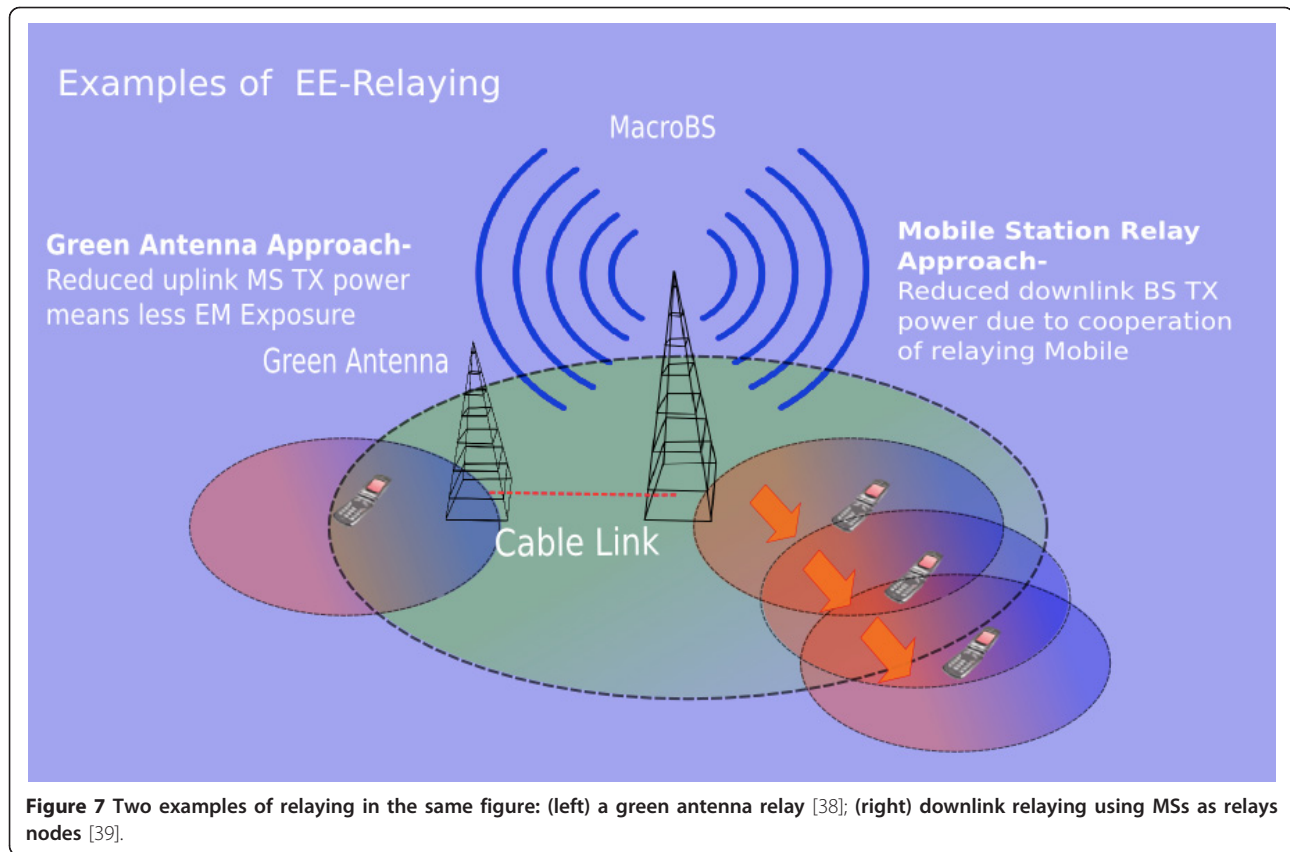 Examples of EE-Relaying
MacroBS
Green Antenna Approach-
Reduced uplink MS TX power
means less EM Exposure
Green Antenna
Mobile Station Relay
Approach-
Reduced downlink BS TX
power due to cooperation
of relaying Mobile
Cable Link
Figure 7 Two examples of relaying in the same figure: (left) a green antenna relay [38]; (right) downlink relaying using MSs as relays
nodes [39].